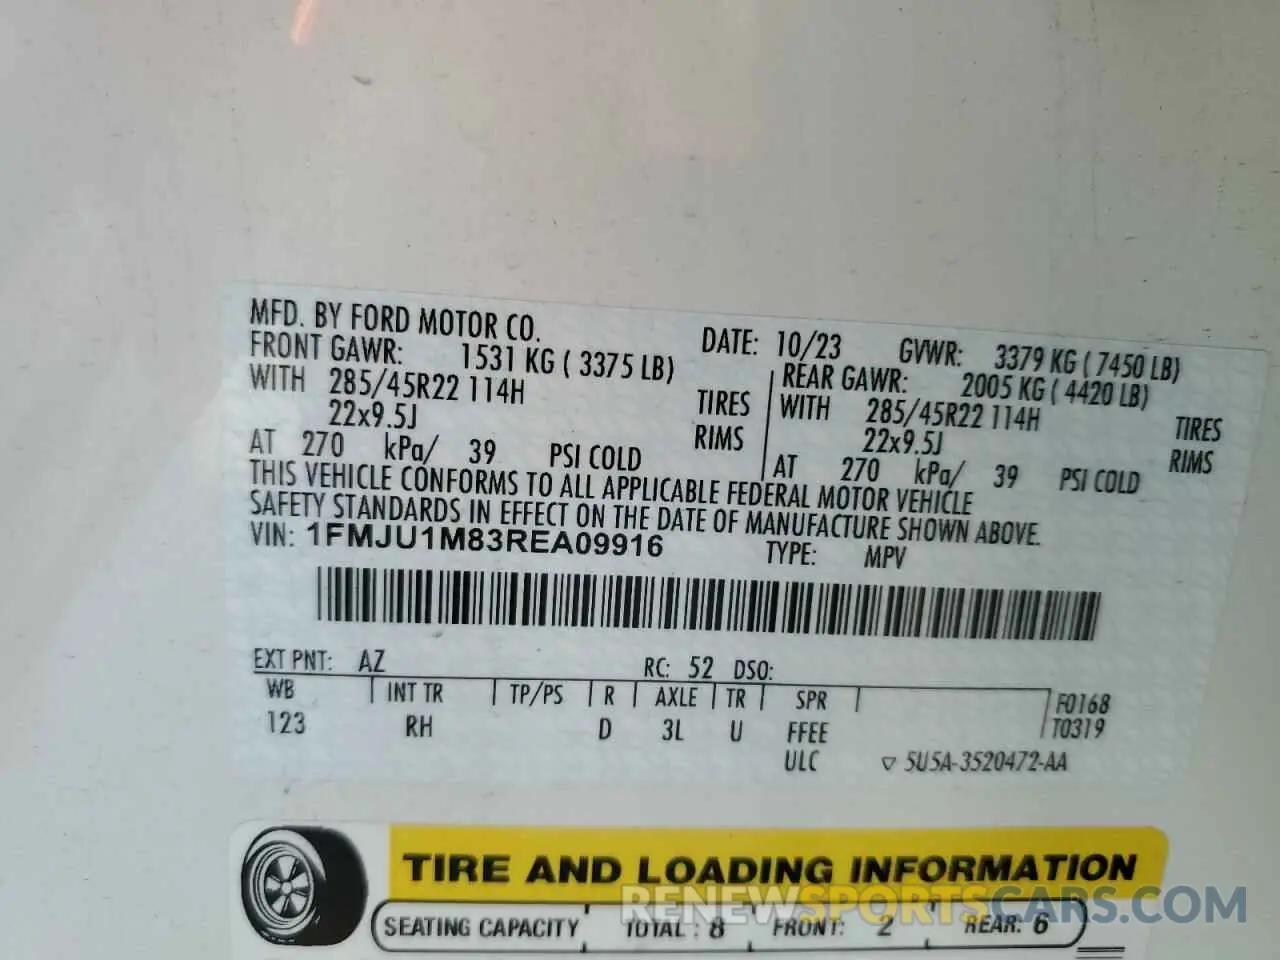 MFD. BY FORD MOTOR CO. DATE: 10/23 GVWR: 3379 KG ( 7450 LB)
FRONT GAWR: 1531 KG ( 3375 LB) REAR GAWR: 2005 KG ( 4420 LB)
WITH 285/45R22 114H TIRES WITH 285/45R22 114H TIRES
22x9.5J RIMS 22x9.5J RIMS
AT 270 kPa/ 39 PSI COLD AT 270 kPa/ 39 PSI COLD
THIS VEHICLE CONFORMS TO ALL APPLICABLE FEDERAL MOTOR VEHICLE
SAFETY STANDARDS IN EFFECT ON THE DATE OF MANUFACTURE SHOWN ABOVE.
VIN: 1FMJU1M83REA09916 TYPE: MPV
EXT PNT: AZ RC: 52 DSO:
WB INT TR TP/PS R AXLE TR SPR F0168
123 RH D 3L U FFEE T0319
ULC ▽ 5U5A-3520472-AA
TIRE AND LOADING INFORMATION
SEATING CAPACITY TOTAL : 8 FRONT: 2 REAR: 6
RENEWSPORTSCARS.COM